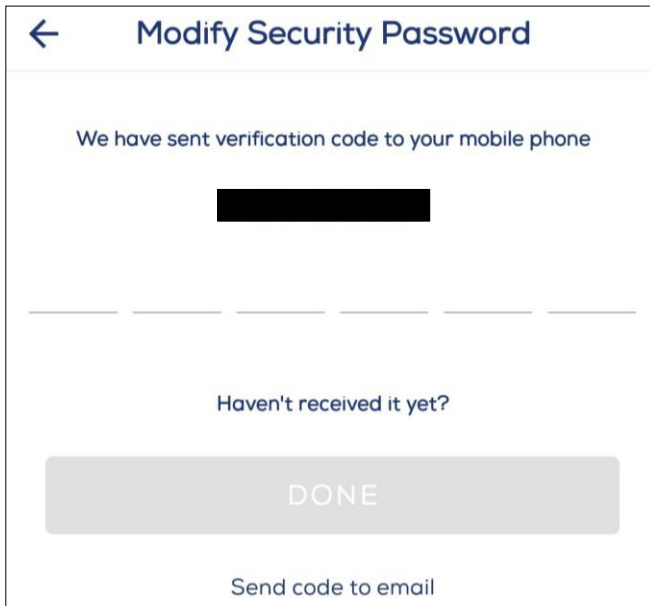 Modify Security Password
We have sent verification code to your mobile phone
Haven't received it yet?
DONE
Send code to email